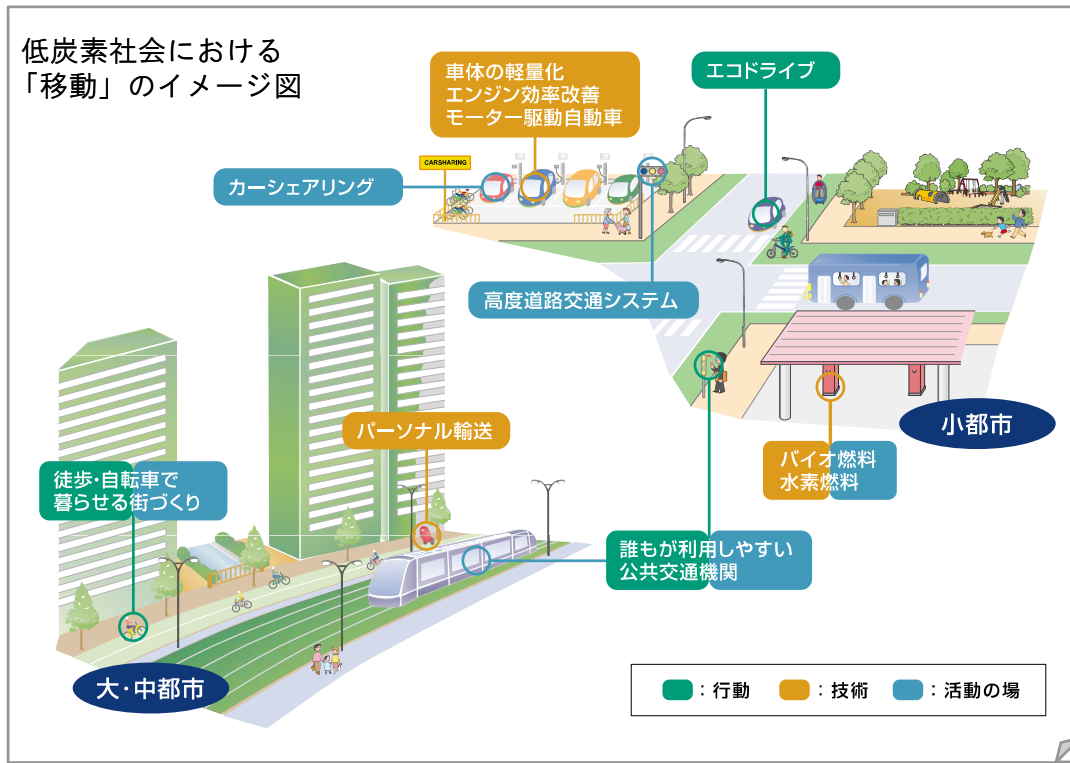 低炭素社会における
「移動」のイメージ図
車体の軽量化
エンジン効率改善
モーター駆動自動車
エコドライブ
CARSHARING
カーシェアリング
高度道路交通システム
小都市
パーソナル輸送
バイオ燃料
水素燃料
徒歩・自転車で
暮らせる街づくり
誰もが利用しやすい
公共交通機関
大・中都市
：行動
：技術
：活動の場